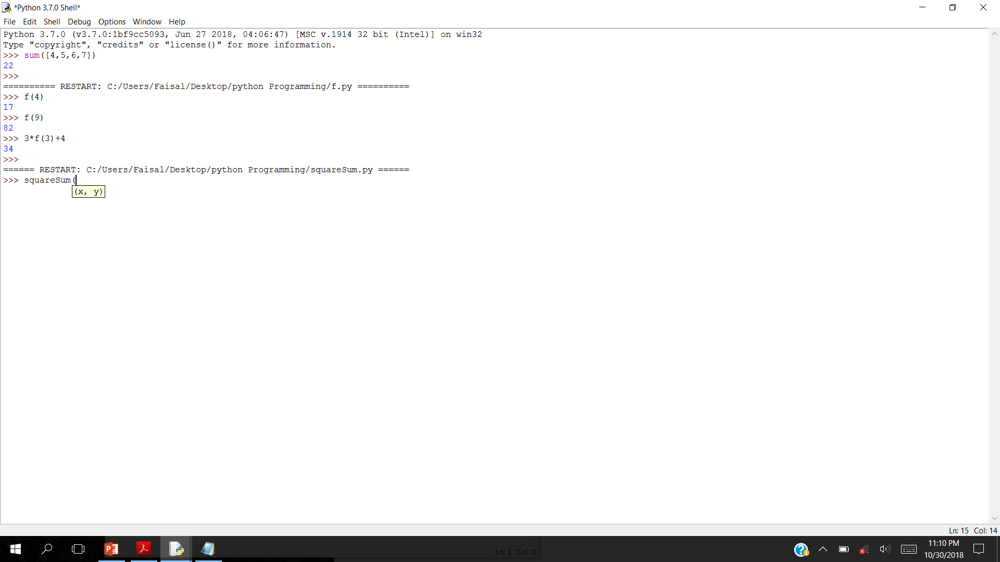 *Python 3.7.0 Shell*
File Edit Shell Debug Options Window Help
Python 3.7.0 (v3.7.0:1bf9cc5093, Jun 27 2018, 04:06:47) [MSC v.1914 32 bit (Intel)] on win32
Type "copyright", "credits" or "license()" for more information.
>>> sum([4,5,6,7])
22
>>>
========== RESTART: C:/Users/Faisal/Desktop/python Programming/f.py ==========
>>> f(4)
17
>>> f(9)
82
>>> 3*f(3)+4
34
>>>
====== RESTART: C:/Users/Faisal/Desktop/python Programming/squareSum.py ======
>>> squareSum(
(x, y)
Ln: 15 Col: 14
Ln: 3 Col: 0
11:10 PM
10/30/2018